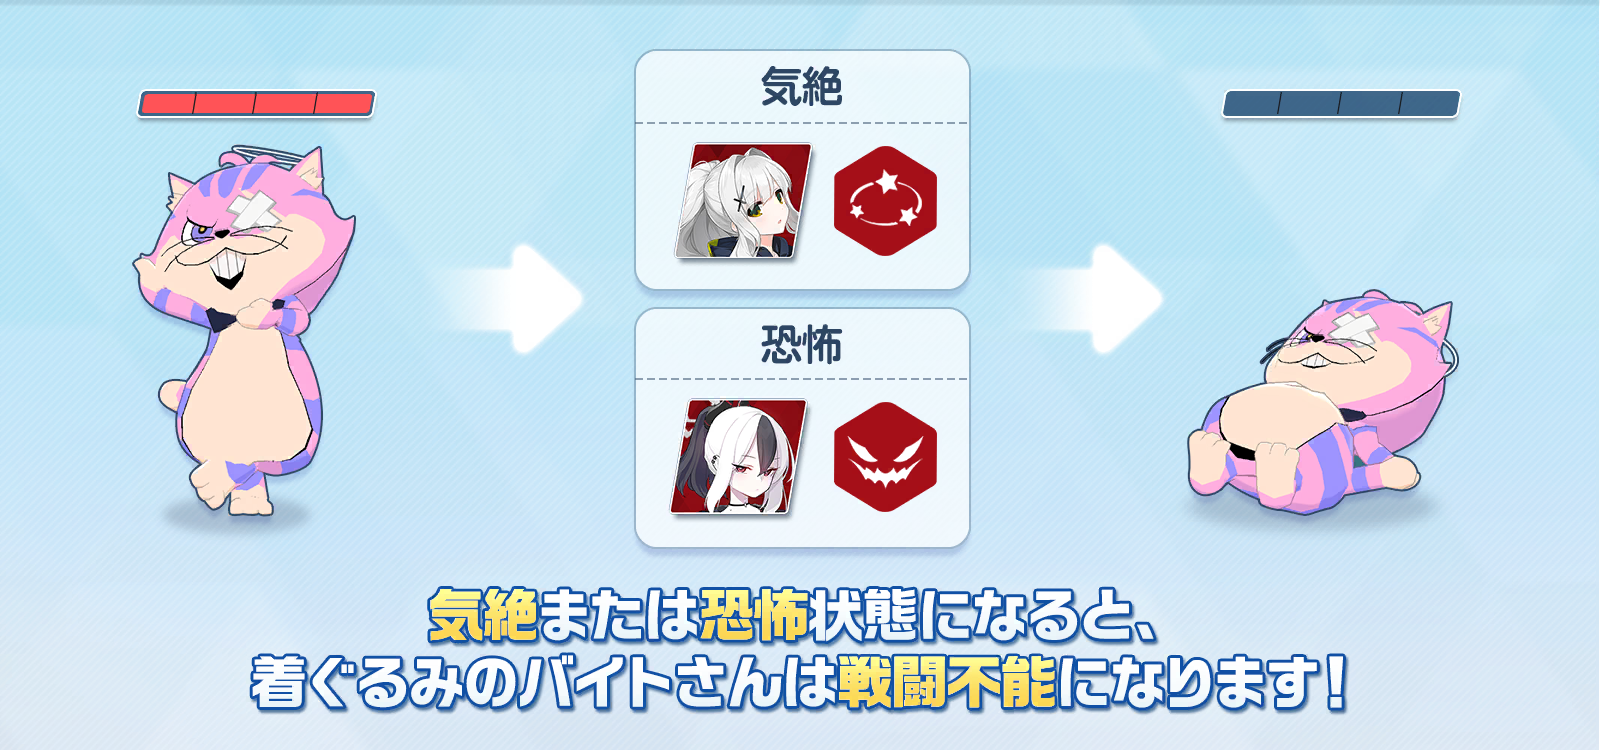 気絶
恐怖
気絶または恐怖状態になると、
着ぐるみのバイトさんは戦闘不能になります!